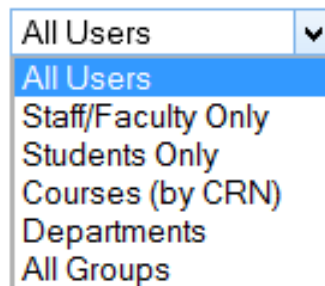 All Users
All Users
Staff/Faculty Only
Students Only
Courses (by CRN)
Departments
All Groups